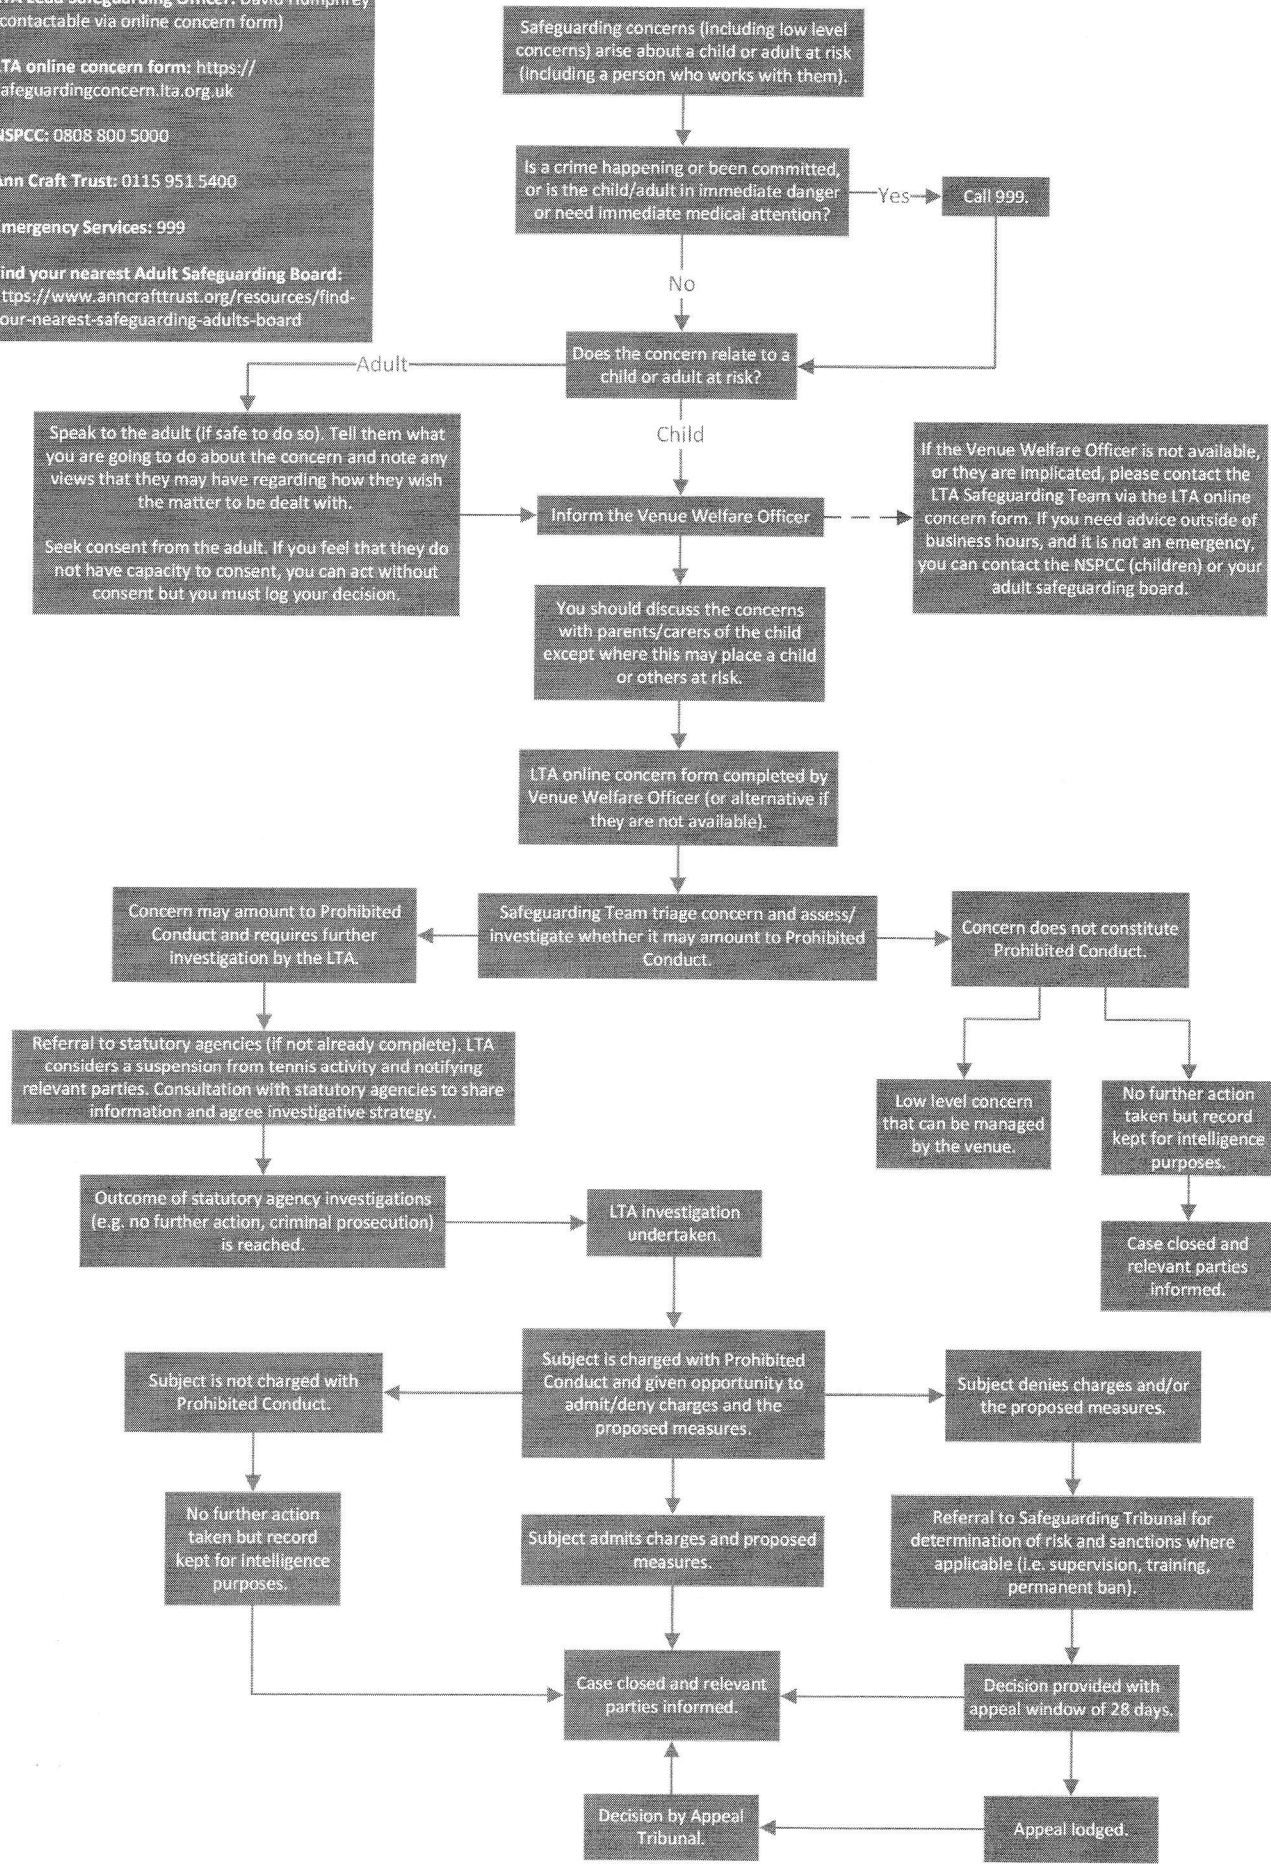 LTA Lead Safeguarding Officer: David Humphrey
contactable via online concern form)
TA online concern form: https://
afeguardingconcern.lta.org.uk
NSPCC: 0808 800 5000
Ann Craft Trust: 0115 951 5400
mergency Services: 999
ind your nearest Adult Safeguarding Board:
ttps://www.anncrafttrust.org/resources/find-
our-nearest-safeguarding-adults-board
Safeguarding concerns (including low level
concerns) arise about a child or adult at risk
(including a person who works with them).
Is a crime happening or been committed,
or is the child/adult in immediate danger
or need immediate medical attention?
Yes
Call 999.
No
Does the concern relate to a
child or adult at risk?
Adult
Child
Speak to the adult (if safe to do so). Tell them what
you are going to do about the concern and note any
views that they may have regarding how they wish
the matter to be dealt with.
Seek consent from the adult. If you feel that they do
not have capacity to consent, you can act without
consent but you must log your decision.
Inform the Venue Welfare Officer
If the Venue Welfare Officer is not available,
or they are implicated, please contact the
LTA Safeguarding Team via the LTA online
concern form. If you need advice outside of
business hours, and it is not an emergency,
you can contact the NSPCC (children) or your
adult safeguarding board.
You should discuss the concerns
with parents/carers of the child
except where this may place a child
or others at risk.
LTA online concern form completed by
Venue Welfare Officer (or alternative if
they are not available).
Concern may amount to Prohibited
Conduct and requires further
investigation by the LTA.
Safeguarding Team triage concern and assess/
investigate whether it may amount to Prohibited
Conduct.
Concern does not constitute
Prohibited Conduct.
Referral to statutory agencies (if not already complete). LTA
considers a suspension from tennis activity and notifying
relevant parties. Consultation with statutory agencies to share
information and agree investigative strategy.
Low level concern
that can be managed
by the venue.
No further action
taken but record
kept for intelligence
purposes.
Outcome of statutory agency investigations
(e.g. no further action, criminal prosecution)
is reached.
LTA investigation
undertaken.
Case closed and
relevant parties
informed.
Subject is not charged with
Prohibited Conduct.
Subject is charged with Prohibited
Conduct and given opportunity to
admit/deny charges and the
proposed measures.
Subject denies charges and/or
the proposed measures.
No further action
taken but record
kept for intelligence
purposes.
Subject admits charges and proposed
measures.
Referral to Safeguarding Tribunal for
determination of risk and sanctions where
applicable (i.e. supervision, training,
permanent ban).
Case closed and relevant
parties informed.
Decision provided with
appeal window of 28 days.
Decision by Appeal
Tribunal.
Appeal lodged.